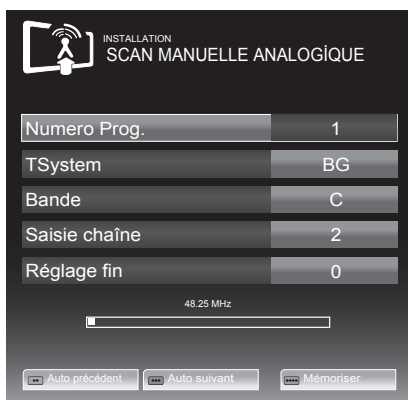 INSTALLATION
SCAN MANUELLE ANALOGİQUE
Numero Prog. 1
TSystem BG
Bande C
Saisie chaîne 2
Réglage fin 0
48.25 MHz
Auto précédent Auto suivant Mémoriser